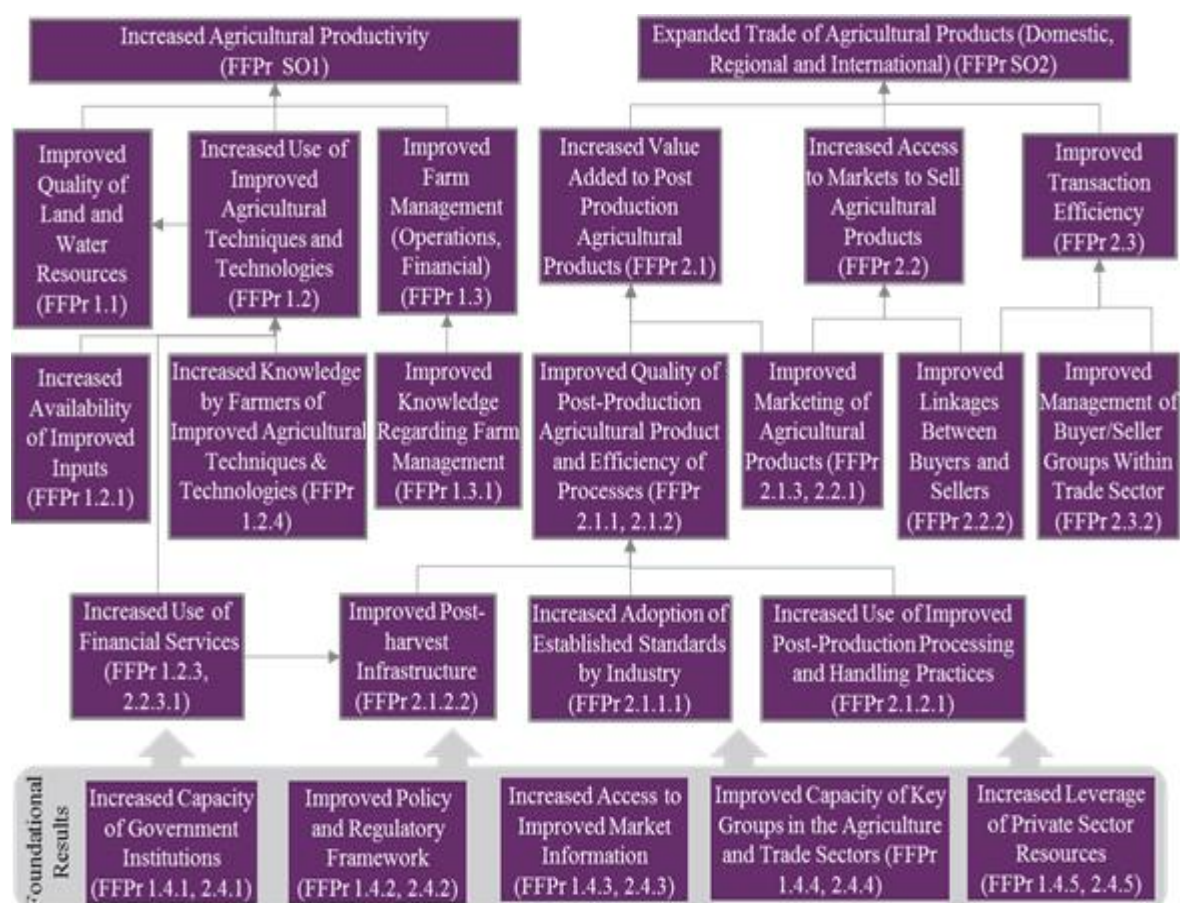 Increased Agricultural Productivity
(FFPr SO1)
Expanded Trade of Agricultural Products (Domestic,
Regional and International) (FFPr SO2)
Improved
Quality of
Land and
Water
Resources
(FFPr 1.1)
Increased Use of
Improved
Agricultural
Techniques and
Technologies
(FFPr 1.2)
Improved
Farm
Management
(Operations,
Financial)
(FFPr 1.3)
Increased Value
Added to Post
Production
Agricultural
Products (FFPr 2.1)
Increased Access
to Markets to Sell
Agricultural
Products
(FFPr 2.2)
Improved
Transaction
Efficiency
(FFPr 2.3)
Increased
Availability
of Improved
Inputs
(FFPr 1.2.1)
Increased Knowledge
by Farmers of
Improved Agricultural
Techniques &
Technologies (FFPr
1.2.4)
Improved
Knowledge
Regarding Farm
Management
(FFPr 1.3.1)
Improved Quality of
Post-Production
Agricultural Product
and Efficiency of
Processes (FFPr
2.1.1, 2.1.2)
Improved
Marketing of
Agricultural
Products (FFPr
2.1.3, 2.2.1)
Improved
Linkages
Between
Buyers and
Sellers
(FFPr 2.2.2)
Improved
Management of
Buyer/Seller
Groups Within
Trade Sector
(FFPr 2.3.2)
Increased Use of
Financial Services
(FFPr 1.2.3,
2.2.3.1)
Improved Post-
harvest
Infrastructure
(FFPr 2.1.2.2)
Increased Adoption of
Established Standards
by Industry
(FFPr 2.1.1.1)
Increased Use of Improved
Post-Production Processing
and Handling Practices
(FFPr 2.1.2.1)
Foundational
Results
Increased Capacity
of Government
Institutions
(FFPr 1.4.1, 2.4.1)
Improved Policy
and Regulatory
Framework
(FFPr 1.4.2, 2.4.2)
Increased Access to
Improved Market
Information
(FFPr 1.4.3, 2.4.3)
Improved Capacity of Key
Groups in the Agriculture
and Trade Sectors (FFPr
1.4.4, 2.4.4)
Increased Leverage
of Private Sector
Resources
(FFPr 1.4.5, 2.4.5)